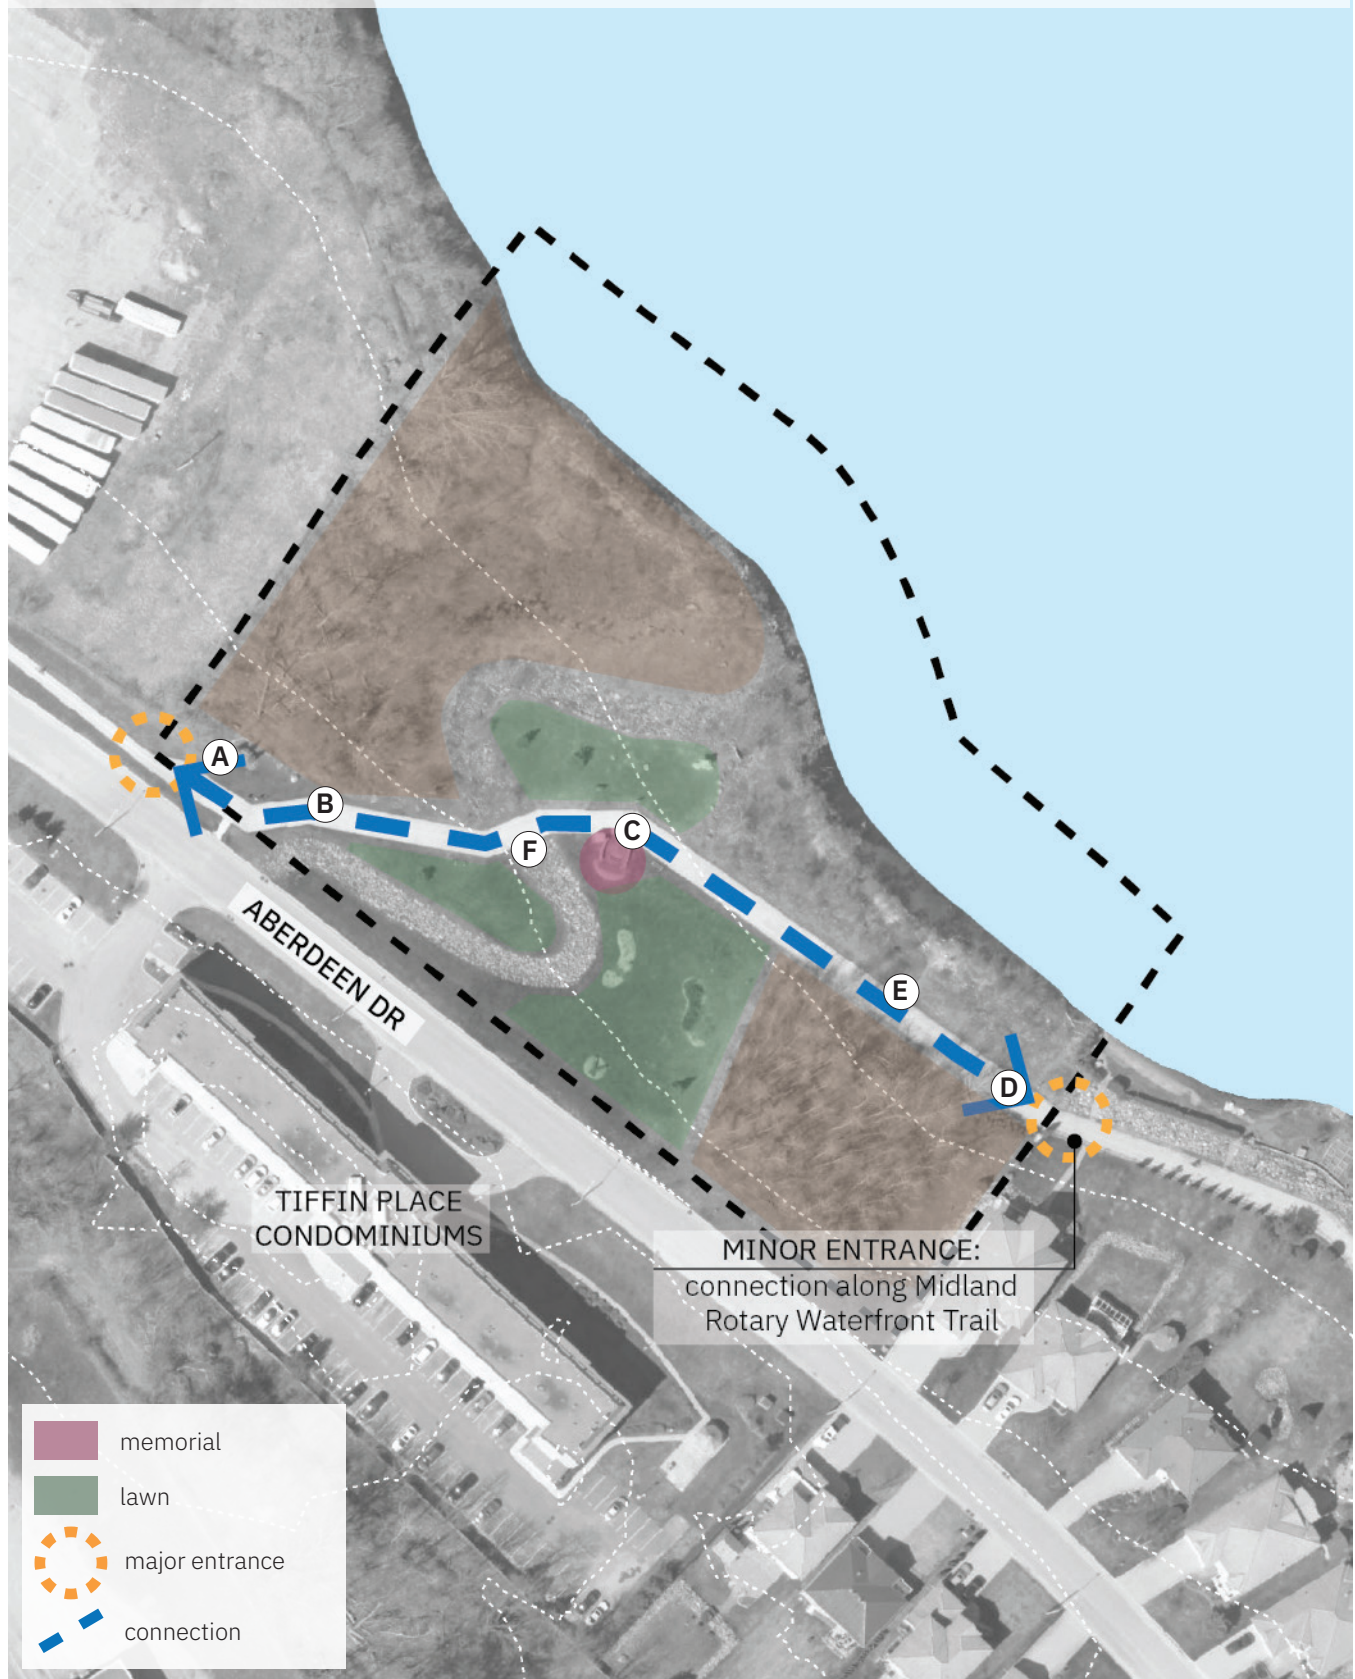 A
B
C
F
E
D
ABERDEEN DR
TIFFIN PLACE
CONDOMINIUMS
MINOR ENTRANCE:
connection along Midland
Rotary Waterfront Trail
memorial
lawn
major entrance
connection